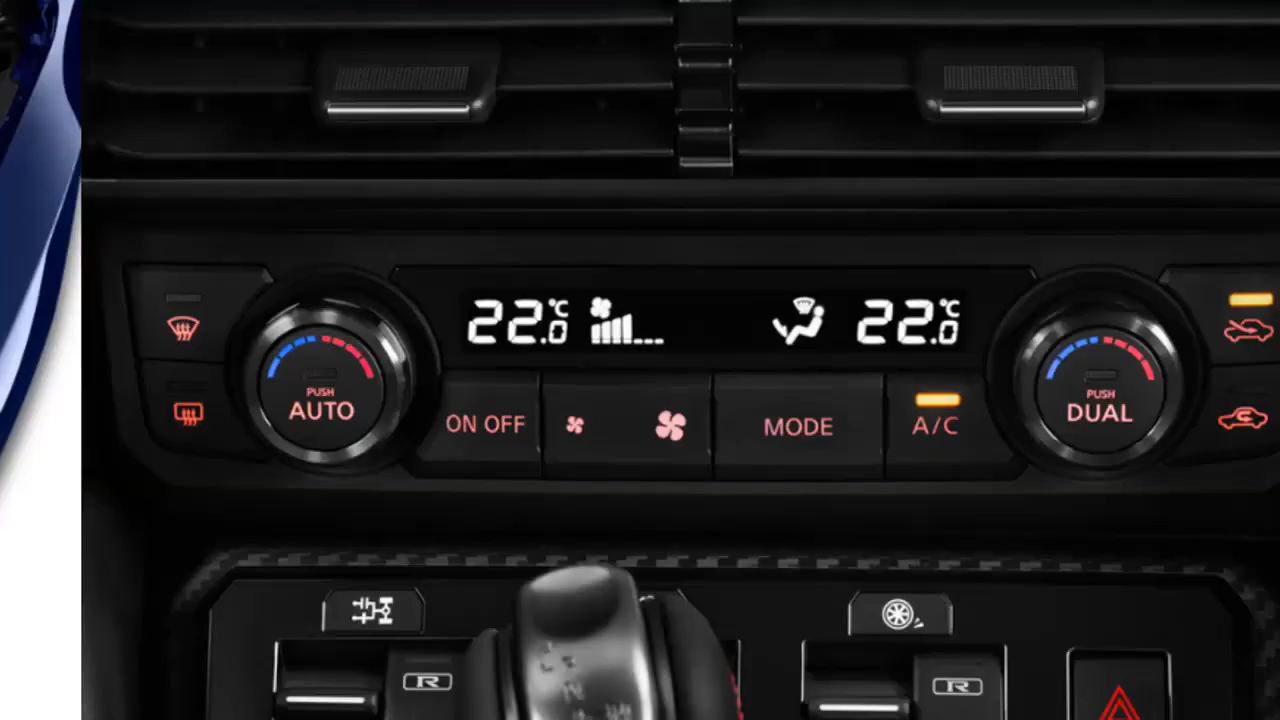 22.0 °C
22.0 °C
PUSH
AUTO
ON OFF
MODE
A/C
PUSH
DUAL
R
N
R